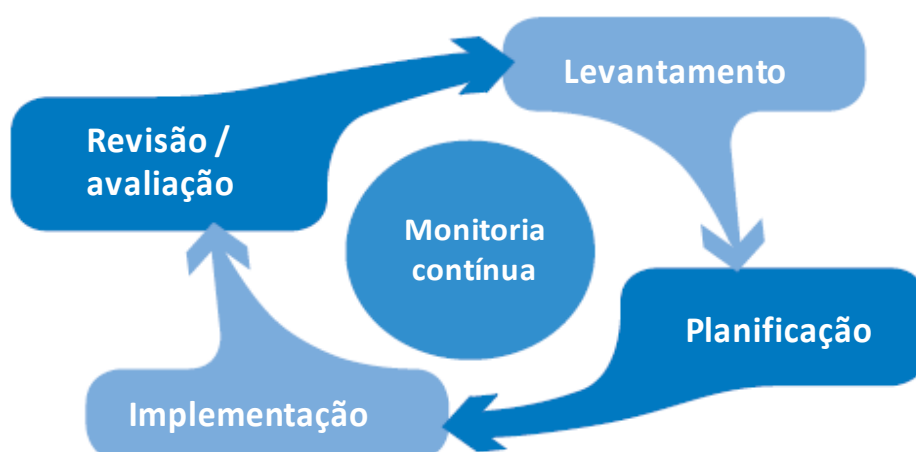 Levantamento
Revisão /
avaliação
Monitoria
contínua
Planificação
Implementação